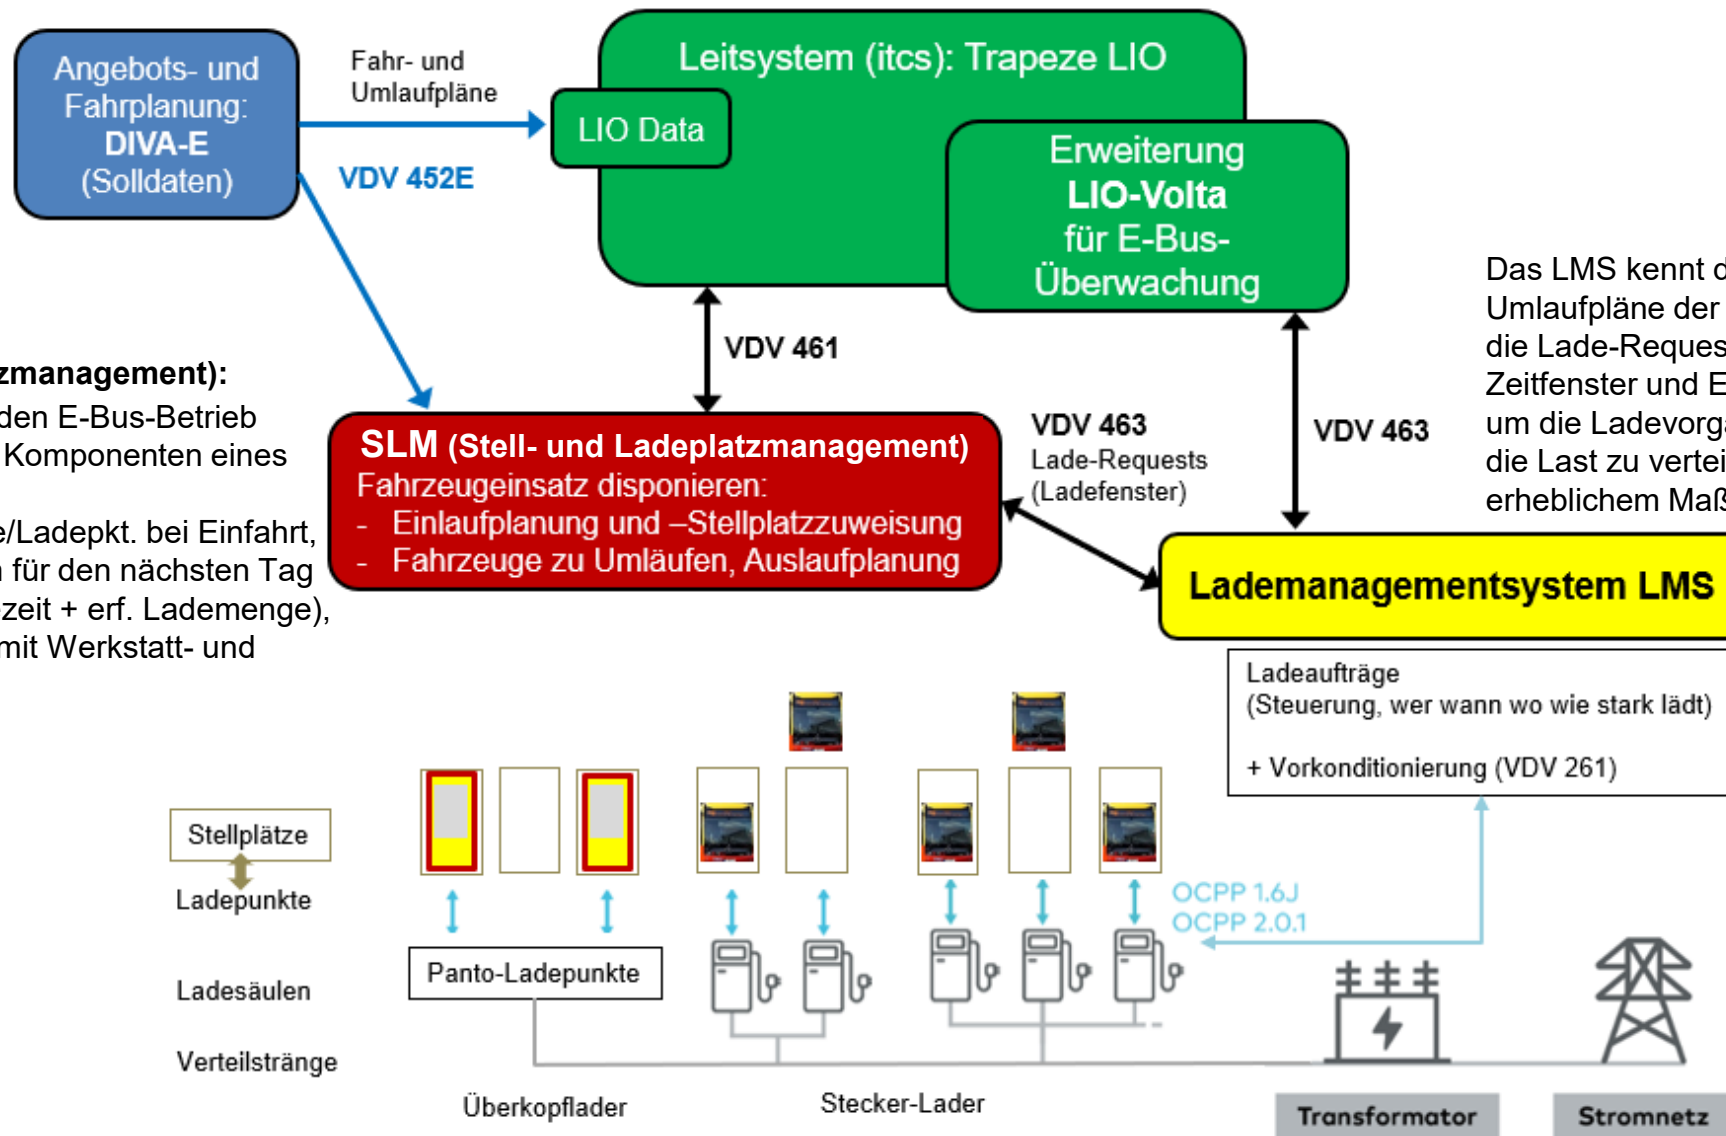 Angebots- und
Fahrplanung:
DIVA-E
(Solldaten)
Fahr- und
Umlaufpläne
VDV 452E
Leitsystem (itcs): Trapeze LIO
LIO Data
Erweiterung
LIO-Volta
für E-Bus-
Überwachung
VDV 461
VDV 463
Lade-Requests
(Ladefenster)
VDV 463
Das LMS kennt d
Umlaufpläne der
die Lade-Reques
Zeitfenster und E
um die Ladevorga
die Last zu vertei
erheblichem Maß
zmanagement):
den E-Bus-Betrieb
Komponenten eines
e/Ladepkt. bei Einfahrt,
n für den nächsten Tag
ezeit + erf. Lademenge),
mit Werkstatt- und
SLM (Stell- und Ladeplatzmanagement)
Fahrzeugeinsatz disponieren:
- Einlaufplanung und –Stellplatzzuweisung
- Fahrzeuge zu Umläufen, Auslaufplanung
Lademanagementsystem LMS
Ladeaufträge
(Steuerung, wer wann wo wie stark lädt)
+ Vorkonditionierung (VDV 261)
Stellplätze
Ladepunkte
OCPP 1.6J
OCPP 2.0.1
Ladesäulen
Panto-Ladepunkte
Verteilstränge
Überkopflader
Stecker-Lader
Transformator
Stromnetz